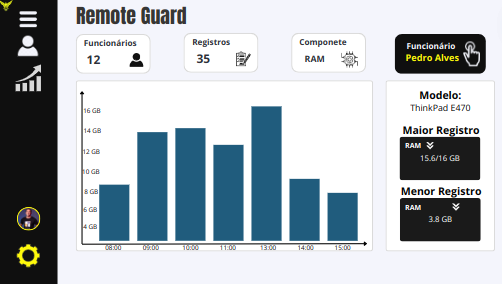 Remote Guard
Funcionários
12
Registros
35
Componete
RAM
Funcionário
Pedro Alves
16 GB
14 GB
12 GB
10 GB
8 GB
6 GB
4 GB
08:00 09:00 10:00 11:00 13:00 14:00 15:00
Modelo:
ThinkPad E470
Maior Registro
RAM
15.6/16 GB
Menor Registro
RAM
3.8 GB